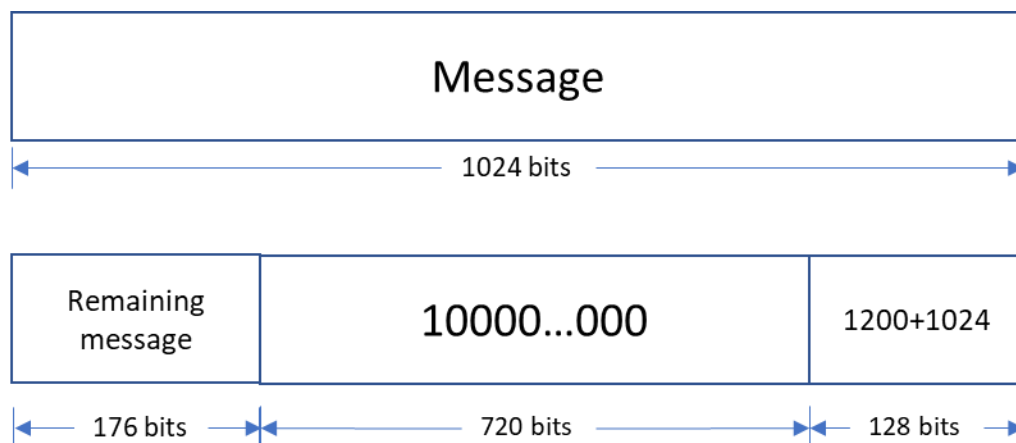 Message
1024 bits
Remaining
message
10000...000
1200+1024
176 bits
720 bits
128 bits